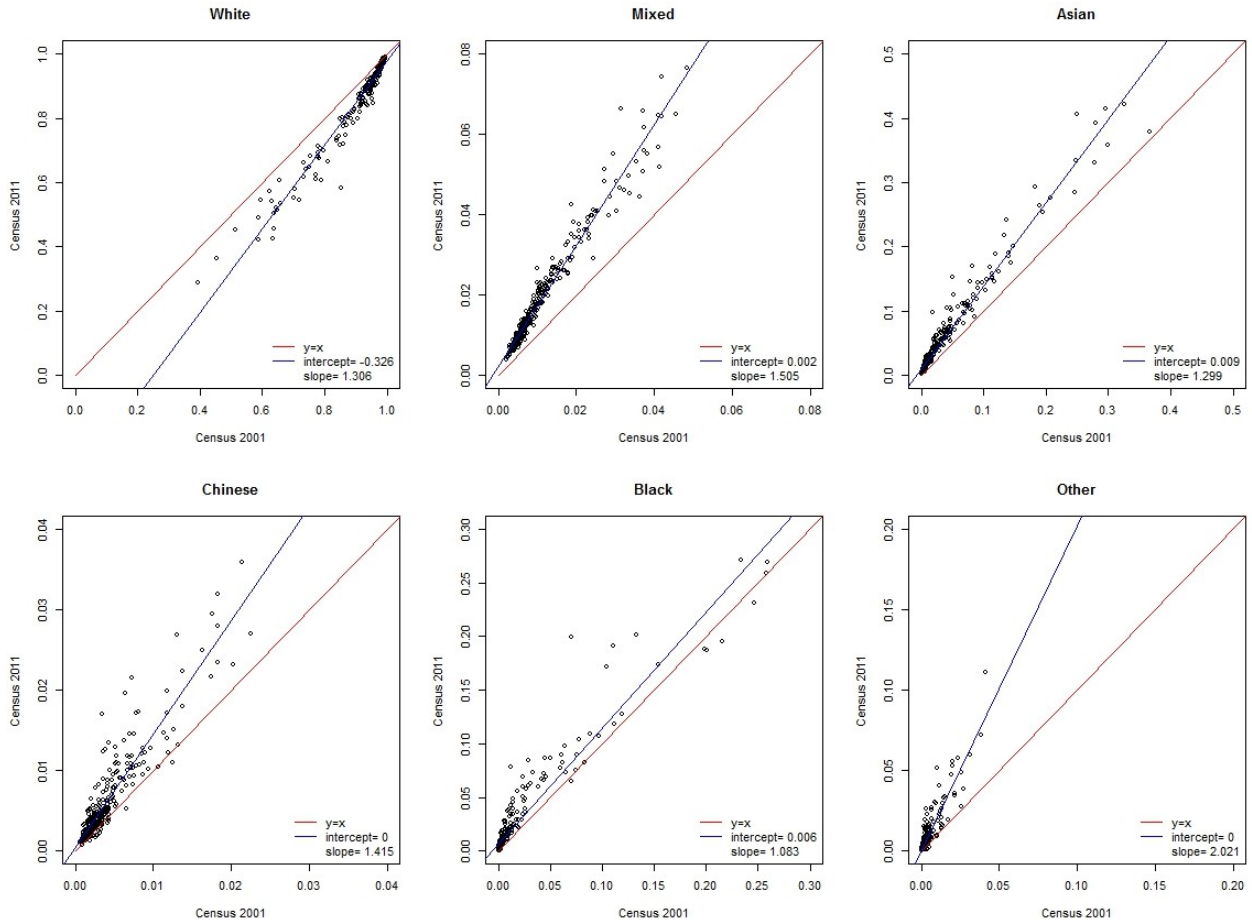 White
Census 2011
1.0
0.8
0.6
0.4
0.2
0.0
0.0 0.2 0.4 0.6 0.8 1.0
Census 2001
y=x
intercept= -0.326
slope= 1.306
Mixed
Census 2011
0.08
0.06
0.04
0.02
0.00
0.00 0.02 0.04 0.06 0.08
Census 2001
y=x
intercept= 0.002
slope= 1.505
Asian
Census 2011
0.5
0.4
0.3
0.2
0.1
0.0
0.0 0.1 0.2 0.3 0.4 0.5
Census 2001
y=x
intercept= 0.009
slope= 1.299
Chinese
Census 2011
0.04
0.03
0.02
0.01
0.00
0.00 0.01 0.02 0.03 0.04
Census 2001
y=x
intercept= 0
slope= 1.415
Black
Census 2011
0.30
0.25
0.20
0.15
0.10
0.05
0.00
0.00 0.05 0.10 0.15 0.20 0.25 0.30
Census 2001
y=x
intercept= 0.006
slope= 1.083
Other
Census 2011
0.20
0.15
0.10
0.05
0.00
0.00 0.05 0.10 0.15 0.20
Census 2001
y=x
intercept= 0
slope= 2.021